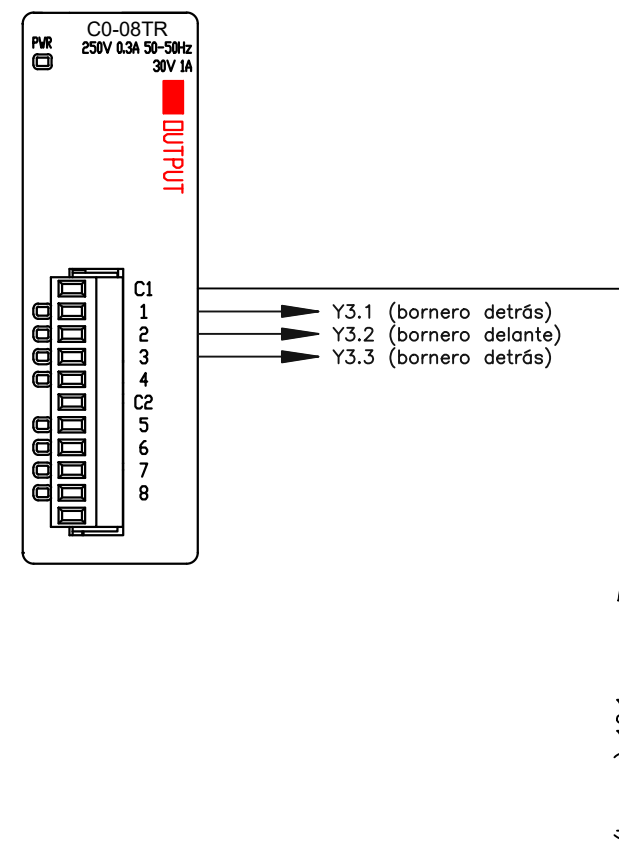 C0-08TR
PWR
250V 0.3A 50-50Hz
30V 1A
OUTPUT
C1
1 Y3.1 (bornero detrás)
2 Y3.2 (bornero delante)
3 Y3.3 (bornero detrás)
4
C2
5
6
7
8